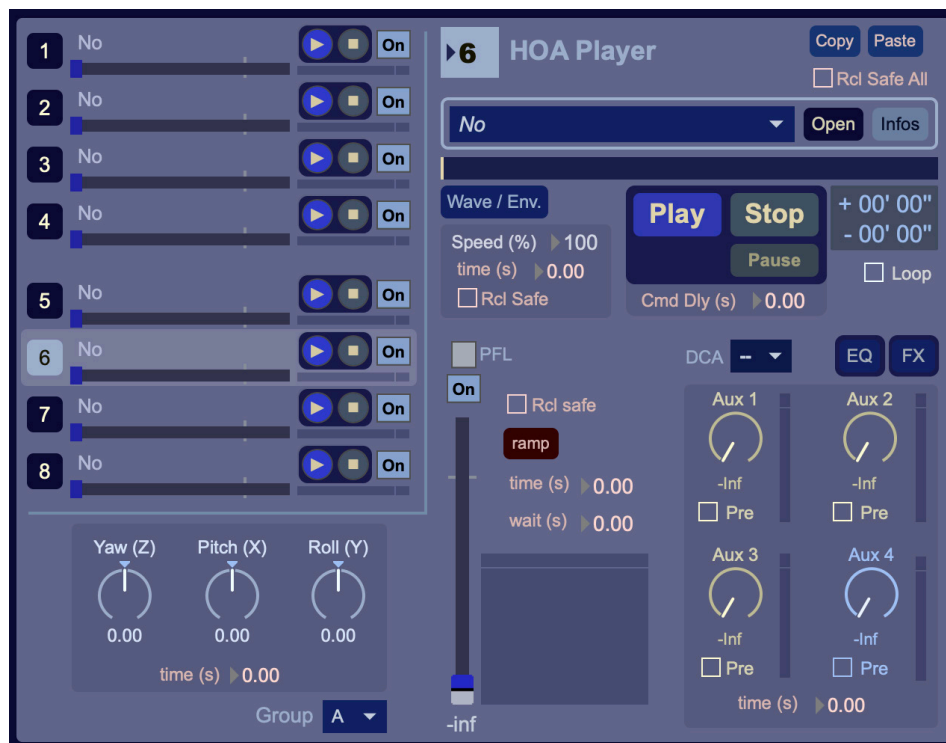 1 No On
2 No On
3 No On
4 No On
5 No On
6 No On
7 No On
8 No On
Yaw (Z) Pitch (X) Roll (Y)
0.00 0.00 0.00
time (s) 0.00
Group A
6 HOA Player Copy Paste
Rcl Safe All
No Open Infos
Wave / Env.
Speed (%) 100
time (s) 0.00
Rcl Safe
Play Stop
Pause
Cmd Dly (s) 0.00
+ 00' 00"
- 00' 00"
Loop
PFL
On
Rcl safe
ramp
time (s) 0.00
wait (s) 0.00
-inf
DCA -- EQ FX
Aux 1 Aux 2
-Inf -Inf
Pre Pre
Aux 3 Aux 4
-Inf -Inf
Pre Pre
time (s) 0.00